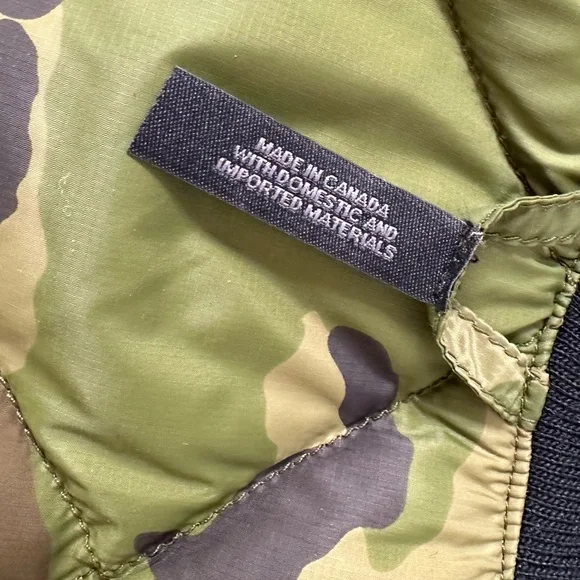 MADE IN CANADA
WITH DOMESTIC AND
IMPORTED MATERIALS